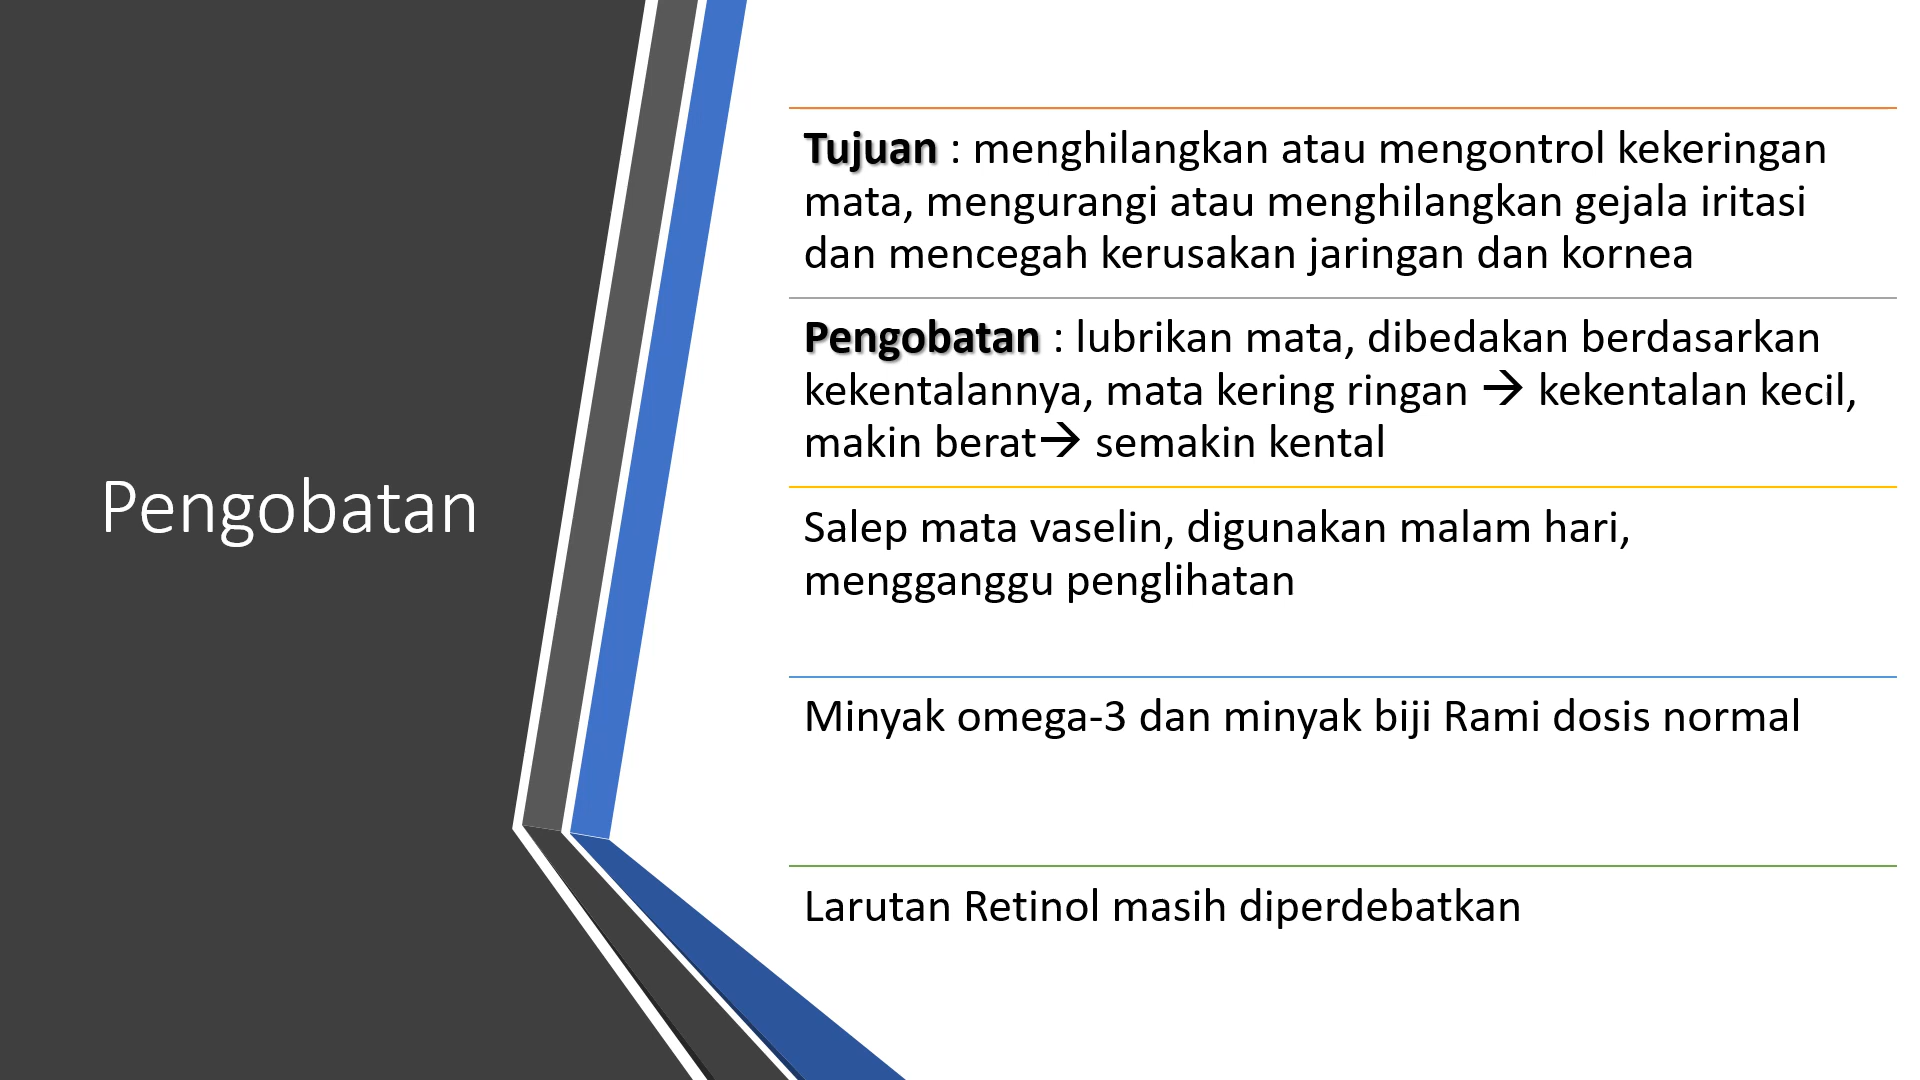 Pengobatan
Tujuan : menghilangkan atau mengontrol kekeringan
mata, mengurangi atau menghilangkan gejala iritasi
dan mencegah kerusakan jaringan dan kornea
Pengobatan : lubrikan mata, dibedakan berdasarkan
kekentalannya, mata kering ringan → kekentalan kecil,
makin berat→ semakin kental
Salep mata vaselin, digunakan malam hari,
mengganggu penglihatan
Minyak omega-3 dan minyak biji Rami dosis normal
Larutan Retinol masih diperdebatkan